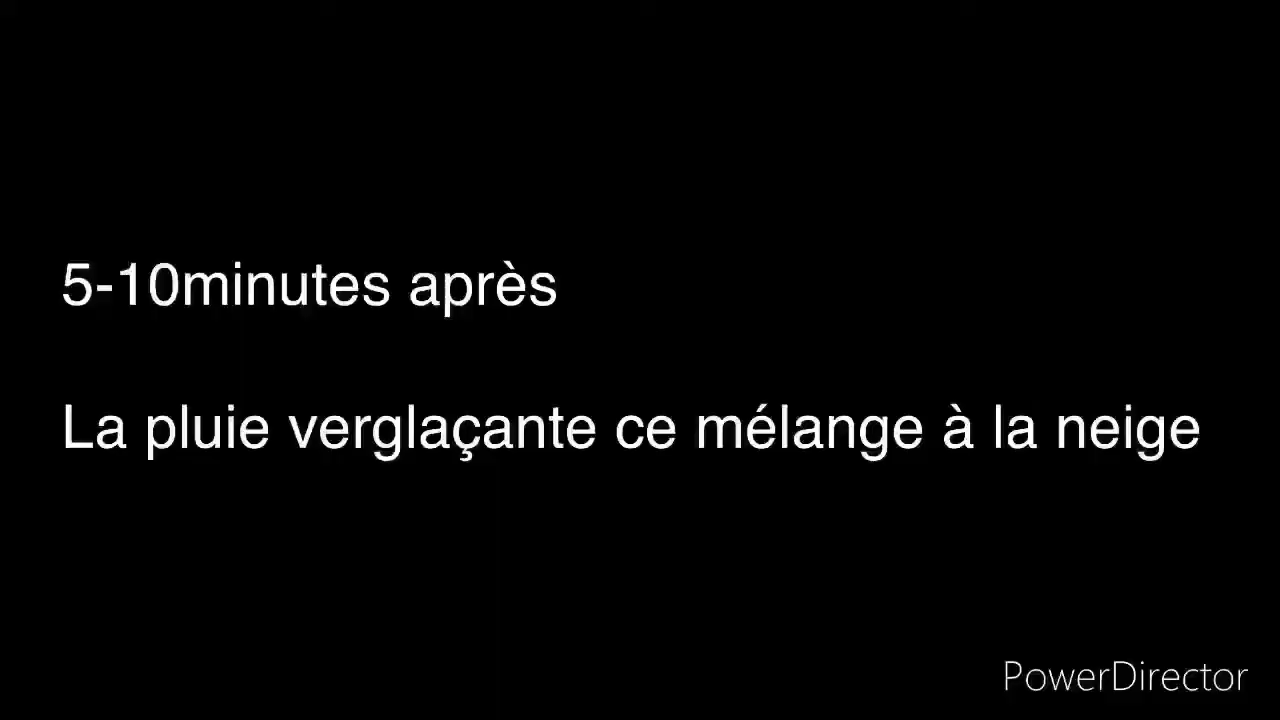 5-10minutes après
La pluie verglaçante ce mélange à la neige
PowerDirector